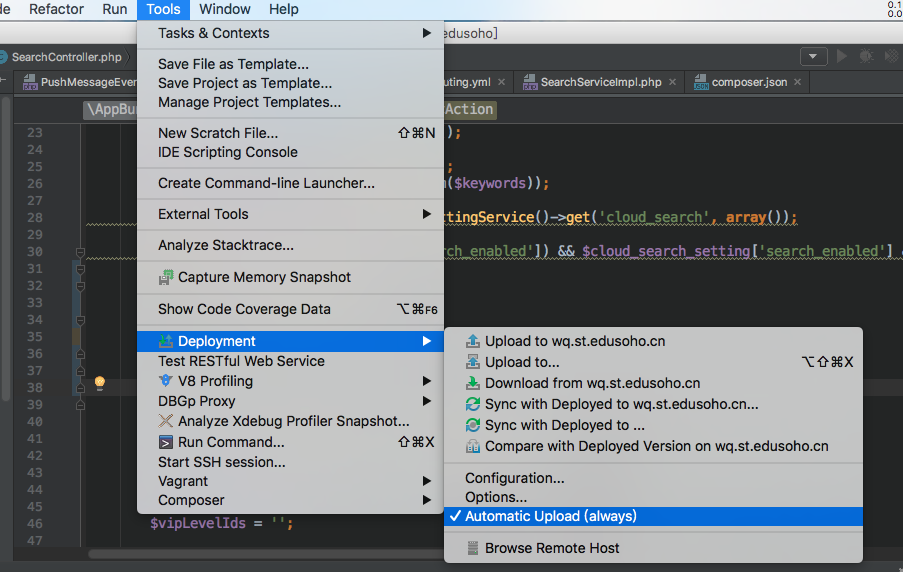 Refactor Run Tools Window Help
0.1
0.0
edusoho]
SearchController.php
PushMessageEven
uting.yml ×
SearchServiceImpl.php ×
composer.json ×
\AppBu
Action
Tasks & Contexts
Save File as Template...
Save Project as Template...
Manage Project Templates...
New Scratch File... ⇧⌘N
IDE Scripting Console
Create Command-line Launcher...
External Tools
Analyze Stacktrace...
Capture Memory Snapshot
Show Code Coverage Data ⌥⌘F6
Deployment
Test RESTful Web Service
V8 Profiling
DBGp Proxy
Analyze Xdebug Profiler Snapshot...
Run Command... ⇧⌘X
Start SSH session...
Vagrant
Composer
Upload to wq.st.edusoho.cn
Upload to... ⌥⇧⌘X
Download from wq.st.edusoho.cn
Sync with Deployed to wq.st.edusoho.cn...
Sync with Deployed to ...
Compare with Deployed Version on wq.st.edusoho.cn
Configuration...
Options...
✓ Automatic Upload (always)
Browse Remote Host
23 );
24
25 ;
26 ($keywords));
27
28 tingService()->get('cloud_search', array());
29
30 ch_enabled']) && $cloud_search_setting['search_enabled']
31
32
33
34
35
36
37
38
39
40
41
42
43
44
45
46 $vipLevelIds = '';
47